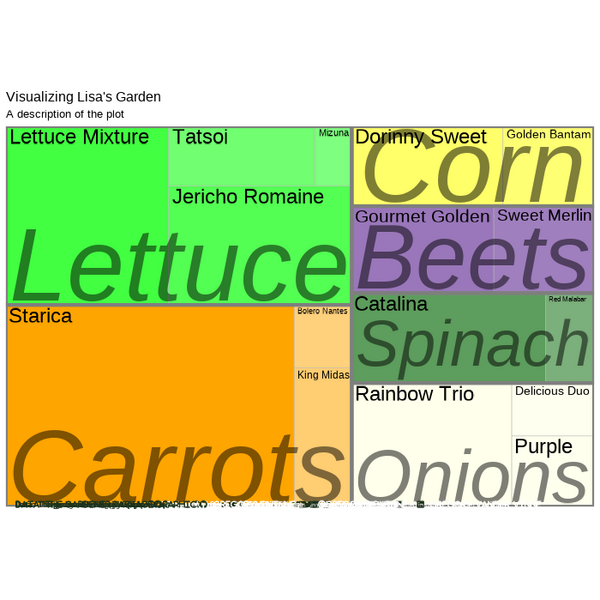 Visualizing Lisa's Garden
A description of the plot
Lettuce Mixture
Tatsoi
Mizuna
Jericho Romaine
Lettuce
Dorinny Sweet
Golden Bantam
Corn
Gourmet Golden
Sweet Merlin
Beets
Catalina
Red Malabar
Spinach
Starica
Bolero Nantes
King Midas
Carrots
Rainbow Trio
Delicious Duo
Purple
Onions